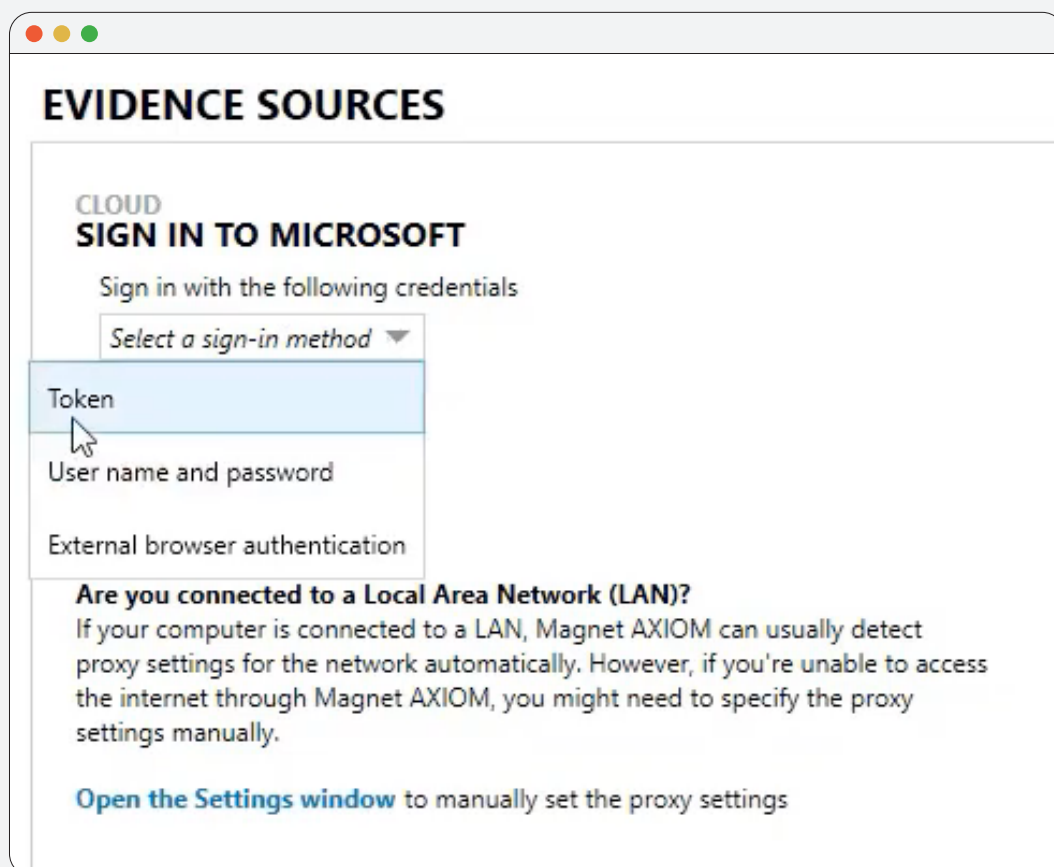 EVIDENCE SOURCES
CLOUD
SIGN IN TO MICROSOFT
Sign in with the following credentials
Select a sign-in method
Token
User name and password
External browser authentication
Are you connected to a Local Area Network (LAN)?
If your computer is connected to a LAN, Magnet AXIOM can usually detect
proxy settings for the network automatically. However, if you're unable to access
the internet through Magnet AXIOM, you might need to specify the proxy
settings manually.
Open the Settings window to manually set the proxy settings